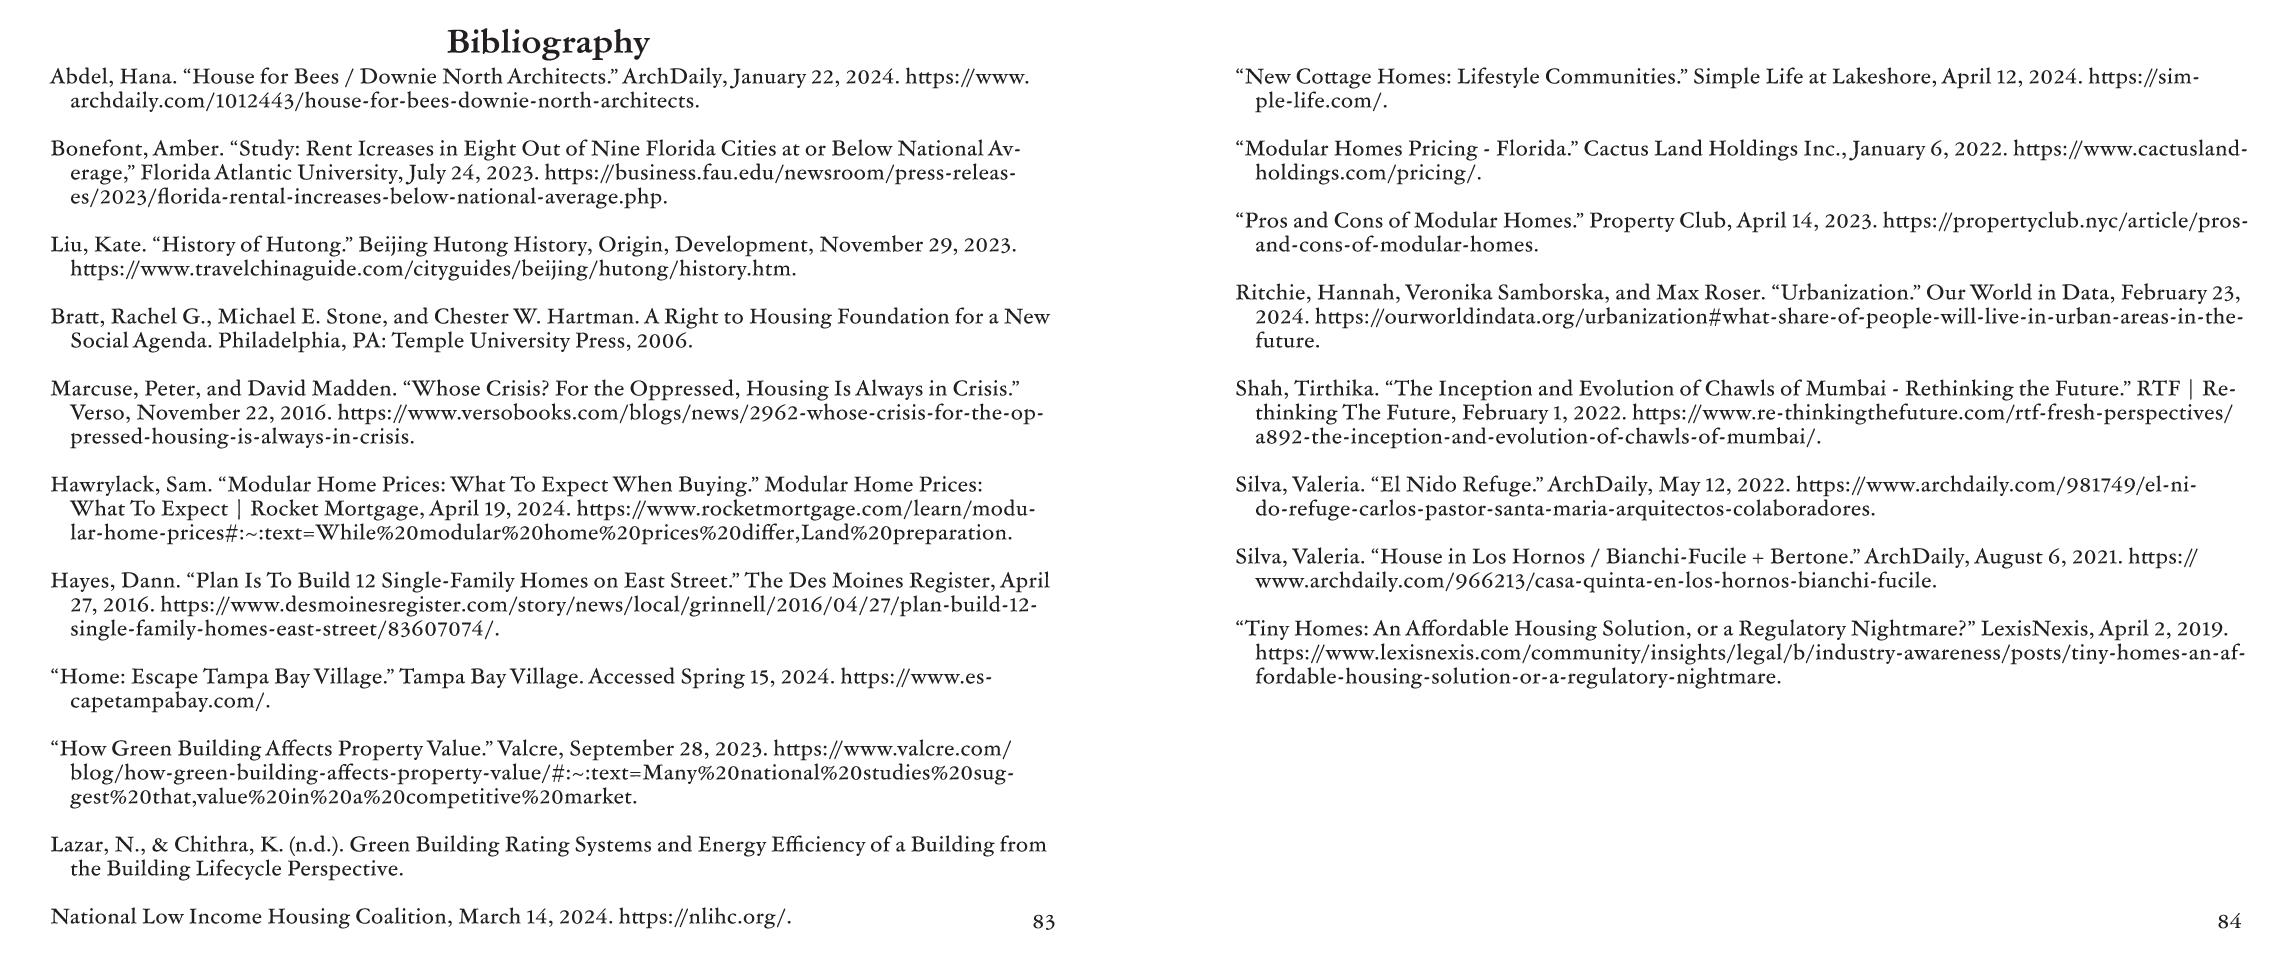 Bibliography
Abdel, Hana. “House for Bees / Downie North Architects.” ArchDaily, January 22, 2024. https://www.
archdaily.com/1012443/house-for-bees-downie-north-architects.
Bonefont, Amber. “Study: Rent Icreases in Eight Out of Nine Florida Cities at or Below National Av-
erage,” Florida Atlantic University, July 24, 2023. https://business.fau.edu/newsroom/press-releas-
es/2023/florida-rental-increases-below-national-average.php.
Liu, Kate. “History of Hutong.” Beijing Hutong History, Origin, Development, November 29, 2023.
https://www.travelchinaguide.com/cityguides/beijing/hutong/history.htm.
Bratt, Rachel G., Michael E. Stone, and Chester W. Hartman. A Right to Housing Foundation for a New
Social Agenda. Philadelphia, PA: Temple University Press, 2006.
Marcuse, Peter, and David Madden. “Whose Crisis? For the Oppressed, Housing Is Always in Crisis.”
Verso, November 22, 2016. https://www.versobooks.com/blogs/news/2962-whose-crisis-for-the-op-
pressed-housing-is-always-in-crisis.
Hawrylack, Sam. “Modular Home Prices: What To Expect When Buying.” Modular Home Prices:
What To Expect | Rocket Mortgage, April 19, 2024. https://www.rocketmortgage.com/learn/modu-
lar-home-prices#:~:text=While%20modular%20home%20prices%20differ,Land%20preparation.
Hayes, Dann. “Plan Is To Build 12 Single-Family Homes on East Street.” The Des Moines Register, April
27, 2016. https://www.desmoinesregister.com/story/news/local/grinnell/2016/04/27/plan-build-12-
single-family-homes-east-street/83607074/.
“Home: Escape Tampa Bay Village.” Tampa Bay Village. Accessed Spring 15, 2024. https://www.es-
capetampabay.com/.
“How Green Building Affects Property Value.” Valcre, September 28, 2023. https://www.valcre.com/
blog/how-green-building-affects-property-value/#:~:text=Many%20national%20studies%20sug-
gest%20that,value%20in%20a%20competitive%20market.
Lazar, N., & Chithra, K. (n.d.). Green Building Rating Systems and Energy Efficiency of a Building from
the Building Lifecycle Perspective.
National Low Income Housing Coalition, March 14, 2024. https://nlihc.org/.
83
“New Cottage Homes: Lifestyle Communities.” Simple Life at Lakeshore, April 12, 2024. https://sim-
ple-life.com/.
“Modular Homes Pricing - Florida.” Cactus Land Holdings Inc., January 6, 2022. https://www.cactusland-
holdings.com/pricing/.
“Pros and Cons of Modular Homes.” Property Club, April 14, 2023. https://propertyclub.nyc/article/pros-
and-cons-of-modular-homes.
Ritchie, Hannah, Veronika Samborska, and Max Roser. “Urbanization.” Our World in Data, February 23,
2024. https://ourworldindata.org/urbanization#what-share-of-people-will-live-in-urban-areas-in-the-
future.
Shah, Tirthika. “The Inception and Evolution of Chawls of Mumbai - Rethinking the Future.” RTF | Re-
thinking The Future, February 1, 2022. https://www.re-thinkingthefuture.com/rtf-fresh-perspectives/
a892-the-inception-and-evolution-of-chawls-of-mumbai/.
Silva, Valeria. “El Nido Refuge.” ArchDaily, May 12, 2022. https://www.archdaily.com/981749/el-ni-
do-refuge-carlos-pastor-santa-maria-arquitectos-colaboradores.
Silva, Valeria. “House in Los Hornos / Bianchi-Fucile + Bertone.” ArchDaily, August 6, 2021. https://
www.archdaily.com/966213/casa-quinta-en-los-hornos-bianchi-fucile.
“Tiny Homes: An Affordable Housing Solution, or a Regulatory Nightmare?” LexisNexis, April 2, 2019.
https://www.lexisnexis.com/community/insights/legal/b/industry-awareness/posts/tiny-homes-an-af-
fordable-housing-solution-or-a-regulatory-nightmare.
84